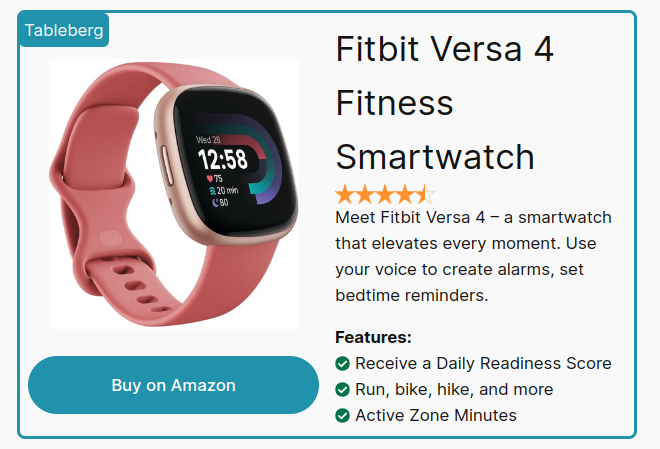 Tableberg
Fitbit Versa 4
Fitness
Smartwatch
Wed 28
12:58
75
20 min
80
Meet Fitbit Versa 4 – a smartwatch
that elevates every moment. Use
your voice to create alarms, set
bedtime reminders.
Features:
Receive a Daily Readiness Score
Run, bike, hike, and more
Active Zone Minutes
Buy on Amazon